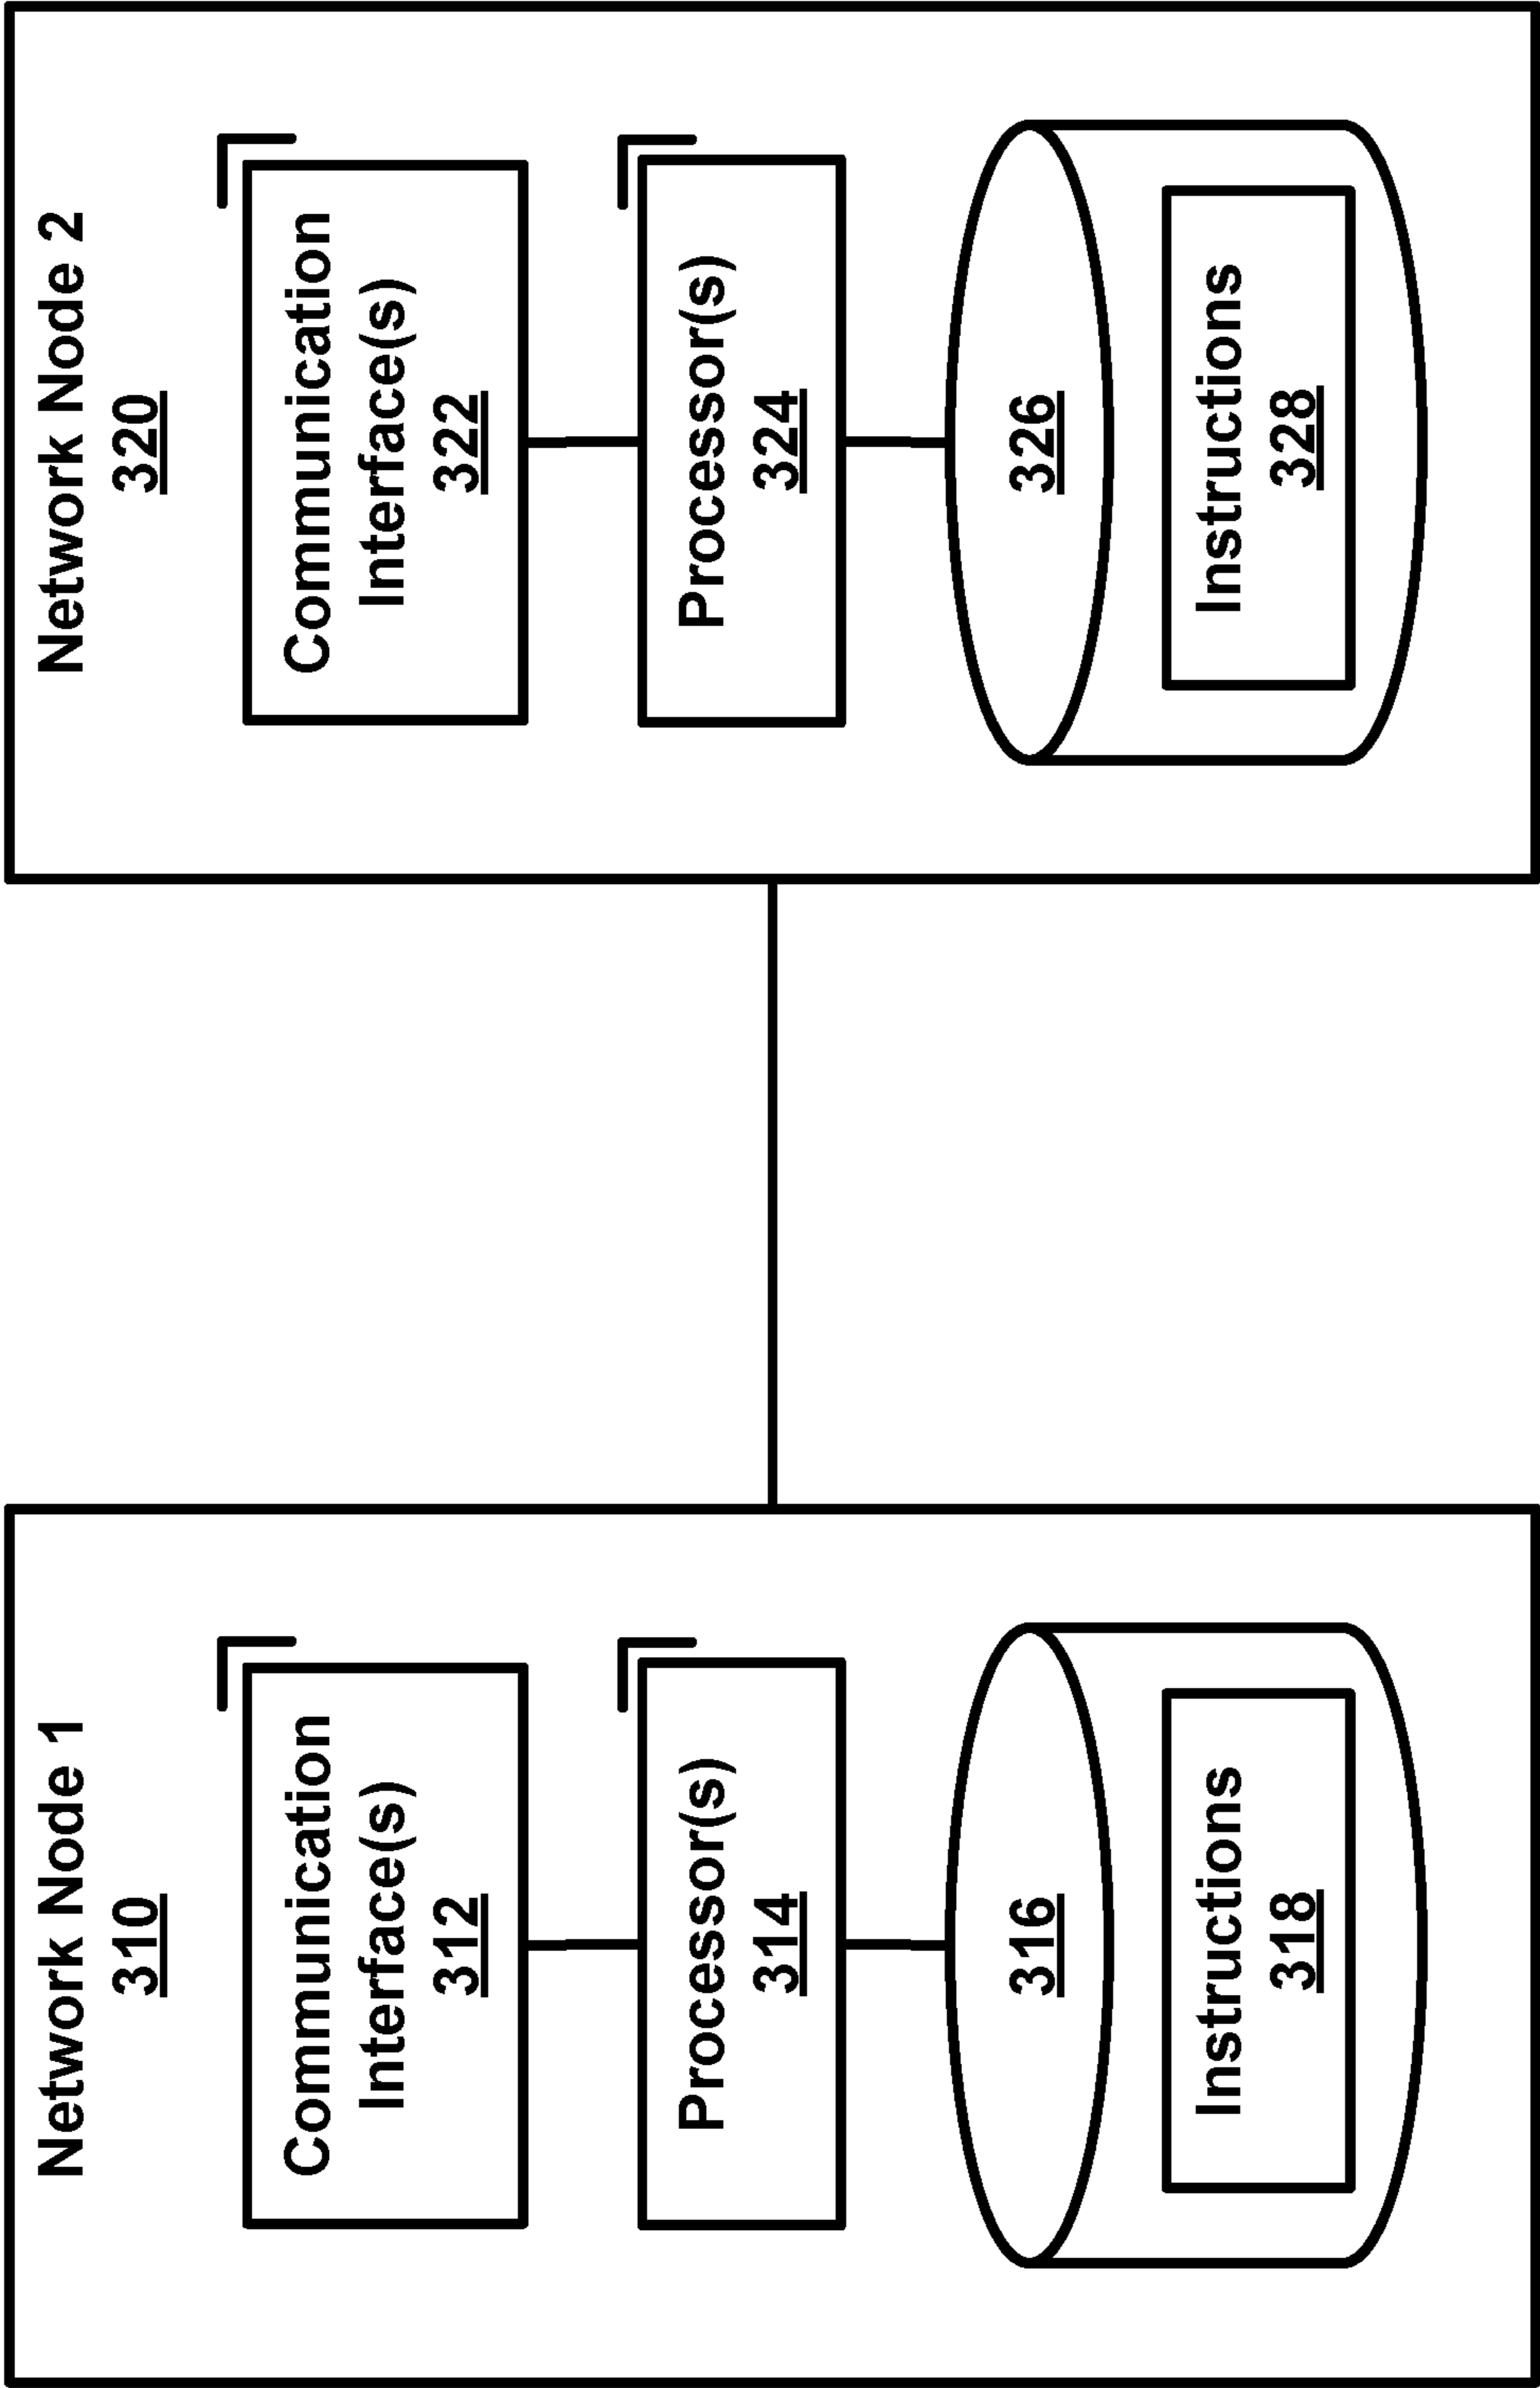 Network Node 1
310
Communication
Interface(s)
312
Processor(s)
314
316
Instructions
318
Network Node 2
320
Communication
Interface(s)
322
Processor(s)
324
326
Instructions
328